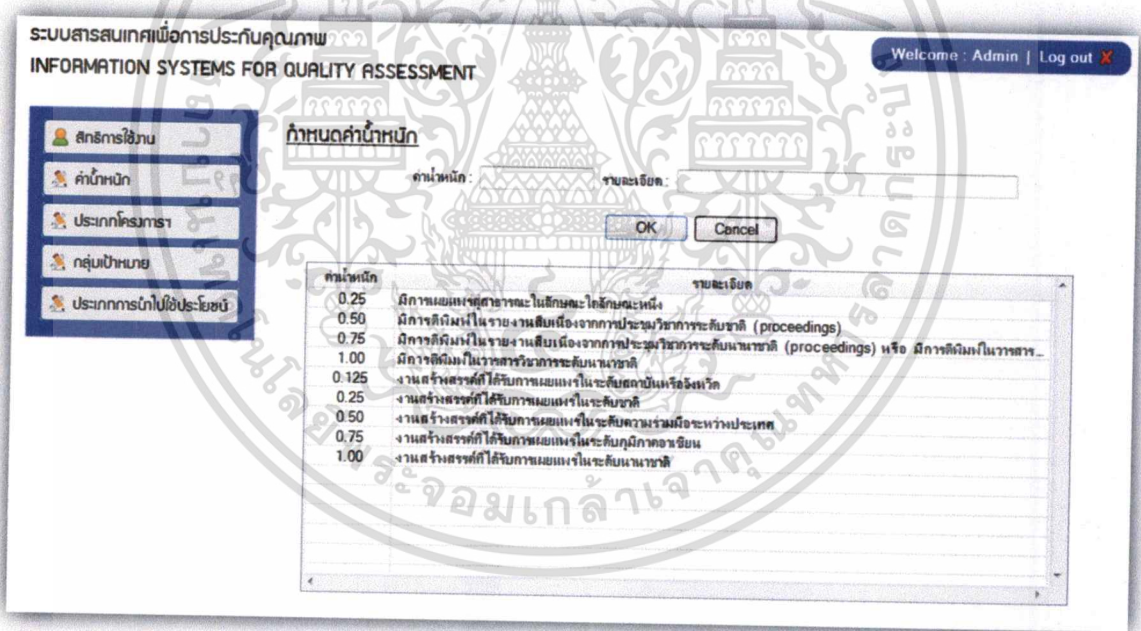 ระบบสารสนเทศเพื่อการประกันคุณภาพ
INFORMATION SYSTEMS FOR QUALITY ASSESSMENT
Welcome : Admin | Log out X
สิทธิการใช้งาน
ค่าน้ำหนัก
ประเภทโครงการฯ
กลุ่มเป้าหมาย
ประเภทการนำไปใช้ประโยชน์
กำหนดค่าน้ำหนัก
ค่าน้ำหนัก : รายละเอียด :
OK Cancel
ค่าน้ำหนัก รายละเอียด
0.25 มีการเผยแพร่สู่สาธารณะในลักษณะใดลักษณะหนึ่ง
0.50 มีการตีพิมพ์ในรายงานสืบเนื่องจากการประชุมวิชาการระดับชาติ (proceedings)
0.75 มีการตีพิมพ์ในรายงานสืบเนื่องจากการประชุมวิชาการระดับนานาชาติ (proceedings) หรือ มีการตีพิมพ์ในวารสาร...
1.00 มีการตีพิมพ์ในวารสารวิชาการระดับนานาชาติ
0.125 งานสร้างสรรค์ที่ได้รับการเผยแพร่ในระดับสถาบันหรือจังหวัด
0.25 งานสร้างสรรค์ที่ได้รับการเผยแพร่ในระดับชาติ
0.50 งานสร้างสรรค์ที่ได้รับการเผยแพร่ในระดับความร่วมมือระหว่างประเทศ
0.75 งานสร้างสรรค์ที่ได้รับการเผยแพร่ในระดับภูมิภาคอาเซียน
1.00 งานสร้างสรรค์ที่ได้รับการเผยแพร่ในระดับนานาชาติ
พระจอมเกล้าเจ้าคุณทหารลาดกระบัง